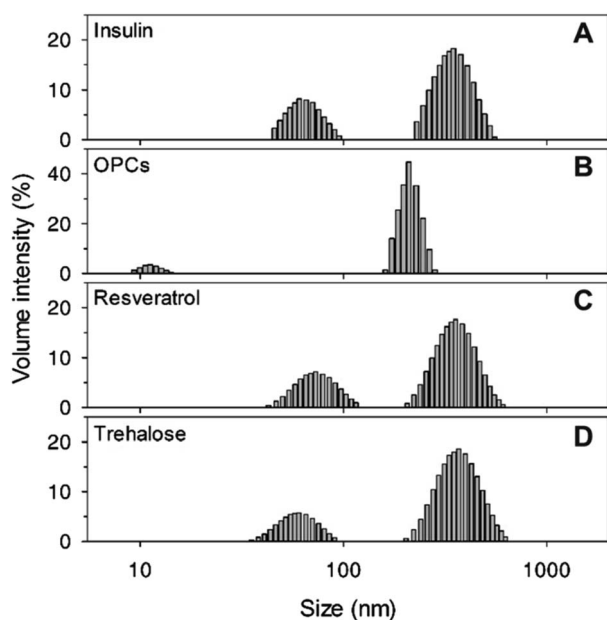 Insulin A
20
10
0
OPCs B
40
20
0
Resveratrol C
20
10
0
Trehalose D
20
10
0
10 100 1000
Size (nm)
Volume intensity (%)